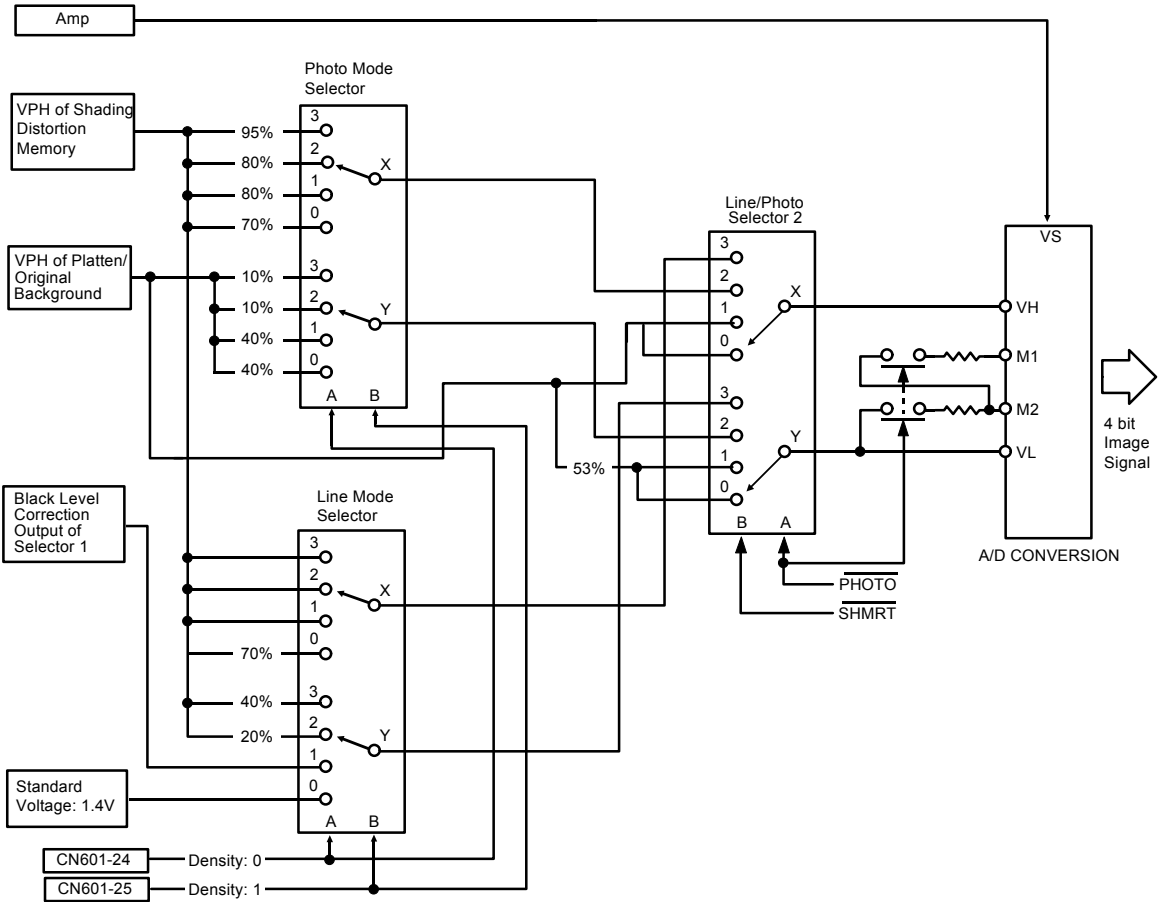 Amp
Photo Mode
Selector
VPH of Shading
Distortion
Memory
3
95%
2
80%
X
1
80%
0
70%
VPH of Platten/
Original
Background
3
10%
2
10%
Y
1
40%
0
40%
A B
Line/Photo
Selector 2
3
2
X
1
0
3
2
Y
1
53%
0
B A
VS
VH
M1
M2
VL
4 bit
Image
Signal
A/D CONVERSION
PHOTO
SHMRT
Black Level
Correction
Output of
Selector 1
Line Mode
Selector
3
2
X
1
0
70%
3
40%
2
20%
Y
1
0
A B
Standard
Voltage: 1.4V
CN601-24 Density: 0
CN601-25 Density: 1